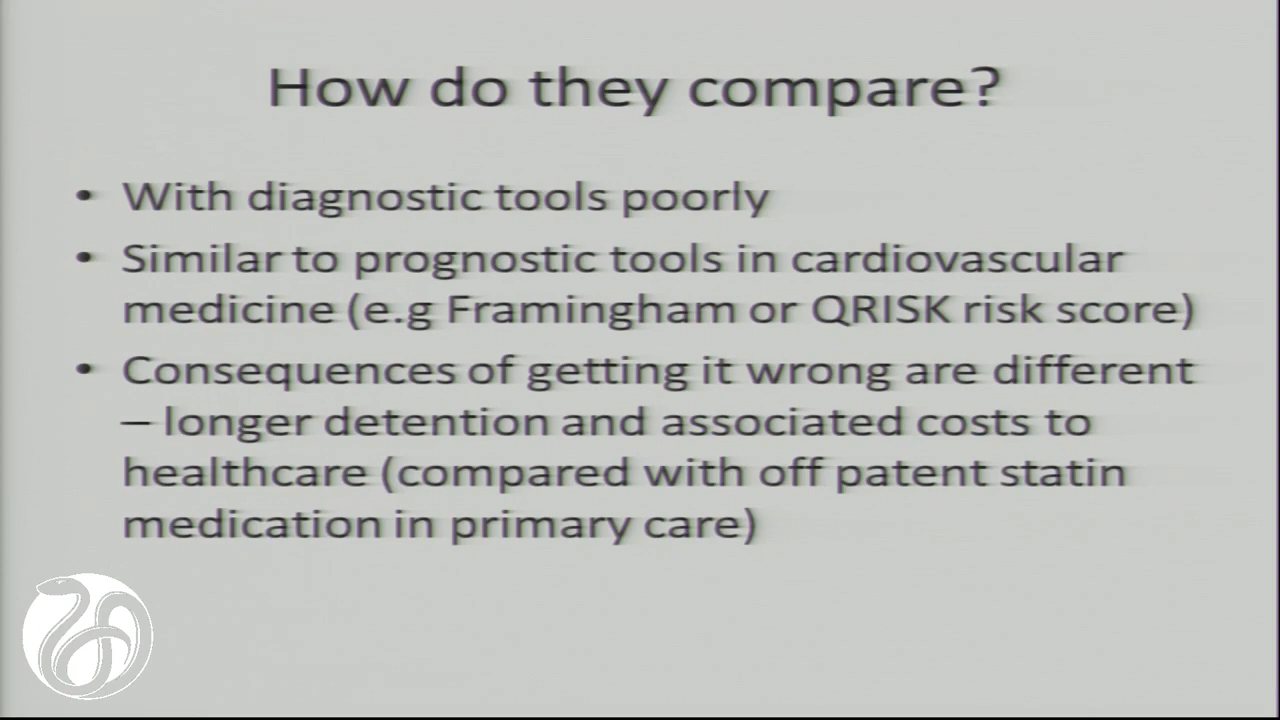 How do they compare?
• With diagnostic tools poorly
• Similar to prognostic tools in cardiovascular
medicine (e.g Framingham or QRISK risk score)
• Consequences of getting it wrong are different
– longer detention and associated costs to
healthcare (compared with off patent statin
medication in primary care)